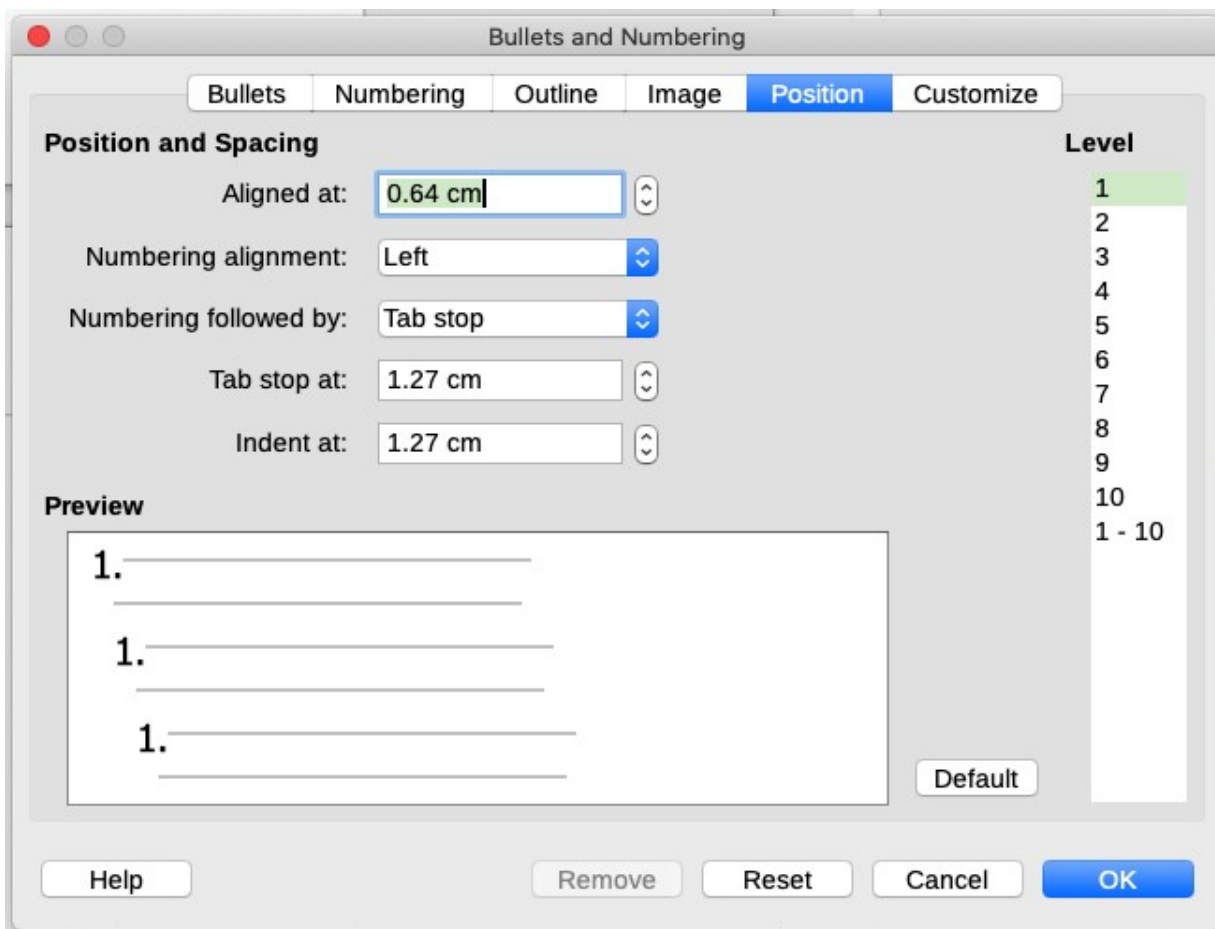 Bullets and Numbering
Bullets Numbering Outline Image Position Customize
Position and Spacing
Aligned at: 0.64 cm
Numbering alignment: Left
Numbering followed by: Tab stop
Tab stop at: 1.27 cm
Indent at: 1.27 cm
Level
1
2
3
4
5
6
7
8
9
10
1 - 10
Preview
1.
1.
1.
Default
Help Remove Reset Cancel OK